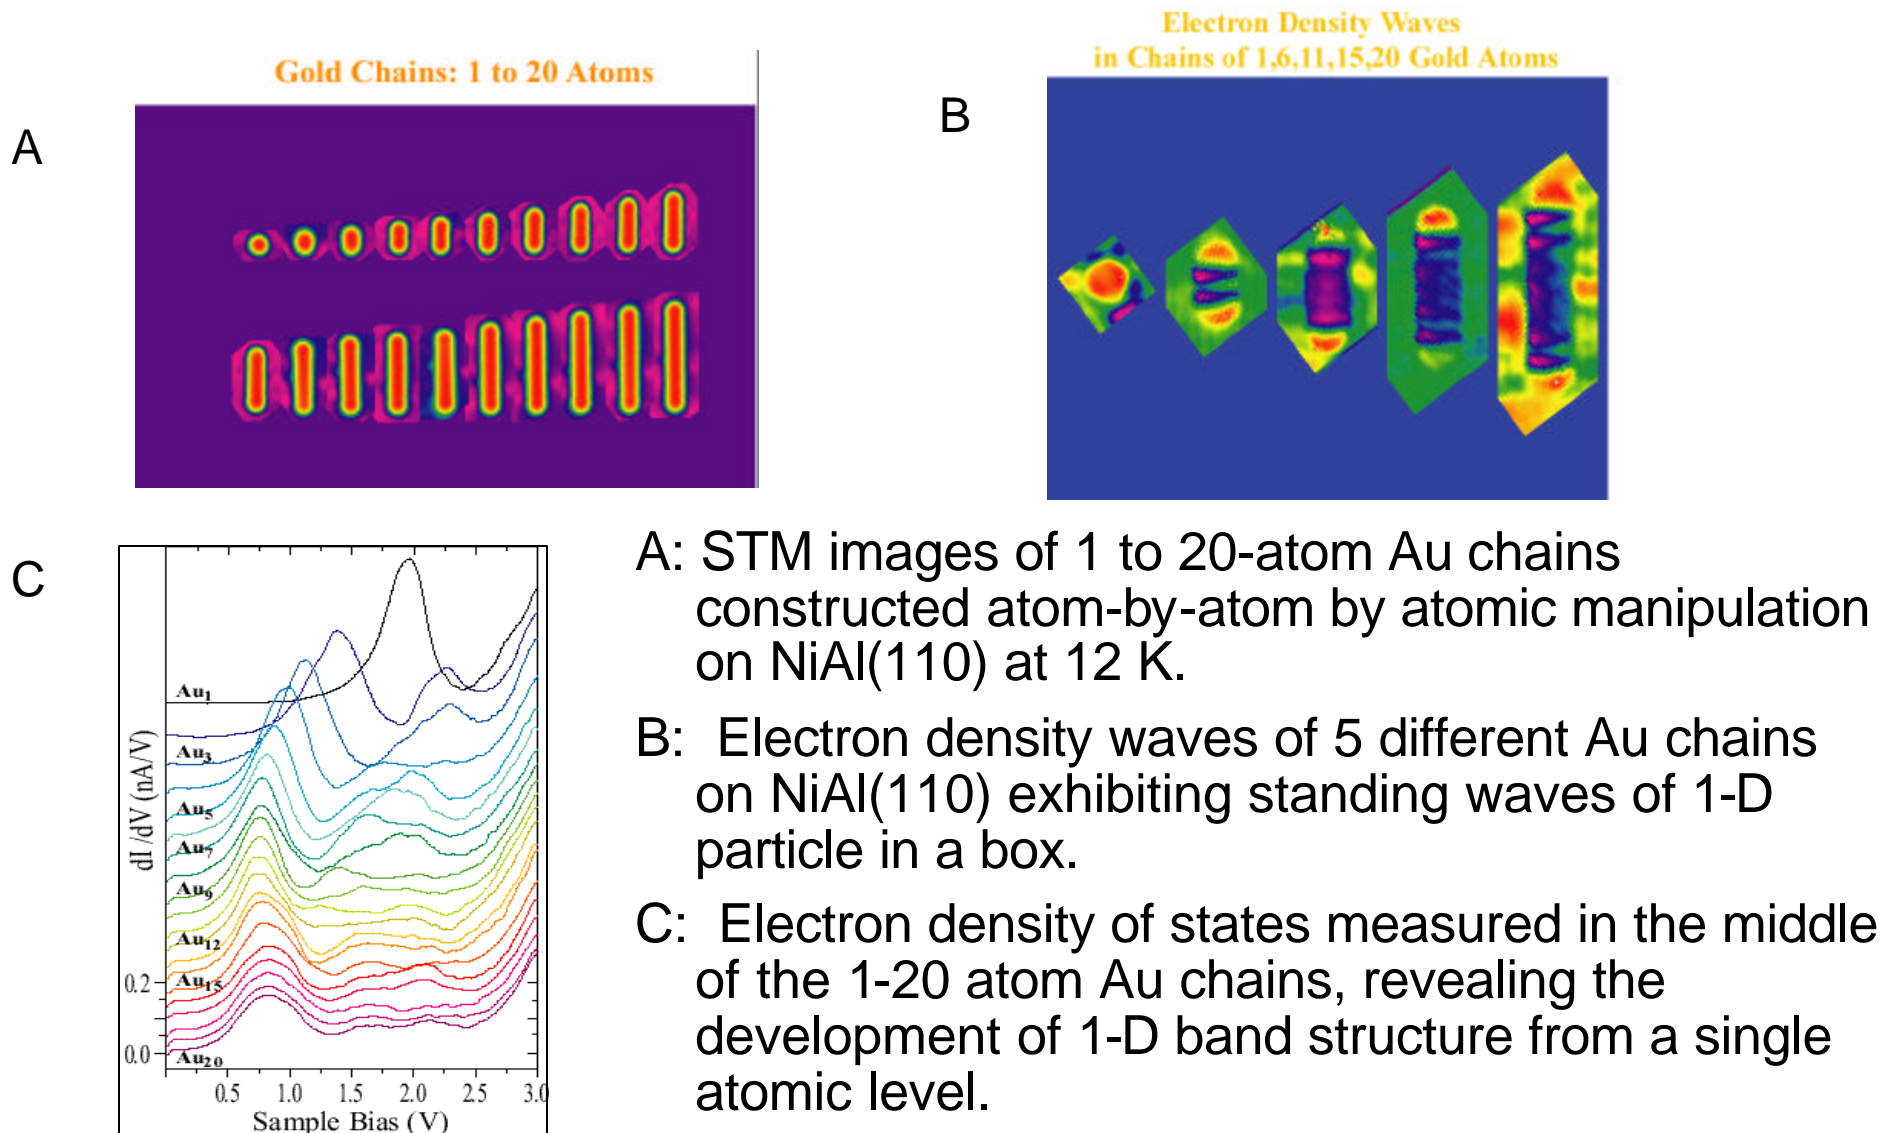 Electron Density Waves
in Chains of 1,6,11,15,20 Gold Atoms
Gold Chains: 1 to 20 Atoms
A
B
C
dI/dV (nA/V)
Au1
Au3
Au5
Au7
Au9
Au12
Au15
Au20
0.2
0.0
0.5 1.0 1.5 2.0 2.5 3.0
Sample Bias (V)
A: STM images of 1 to 20-atom Au chains
constructed atom-by-atom by atomic manipulation
on NiAl(110) at 12 K.
B: Electron density waves of 5 different Au chains
on NiAl(110) exhibiting standing waves of 1-D
particle in a box.
C: Electron density of states measured in the middle
of the 1-20 atom Au chains, revealing the
development of 1-D band structure from a single
atomic level.